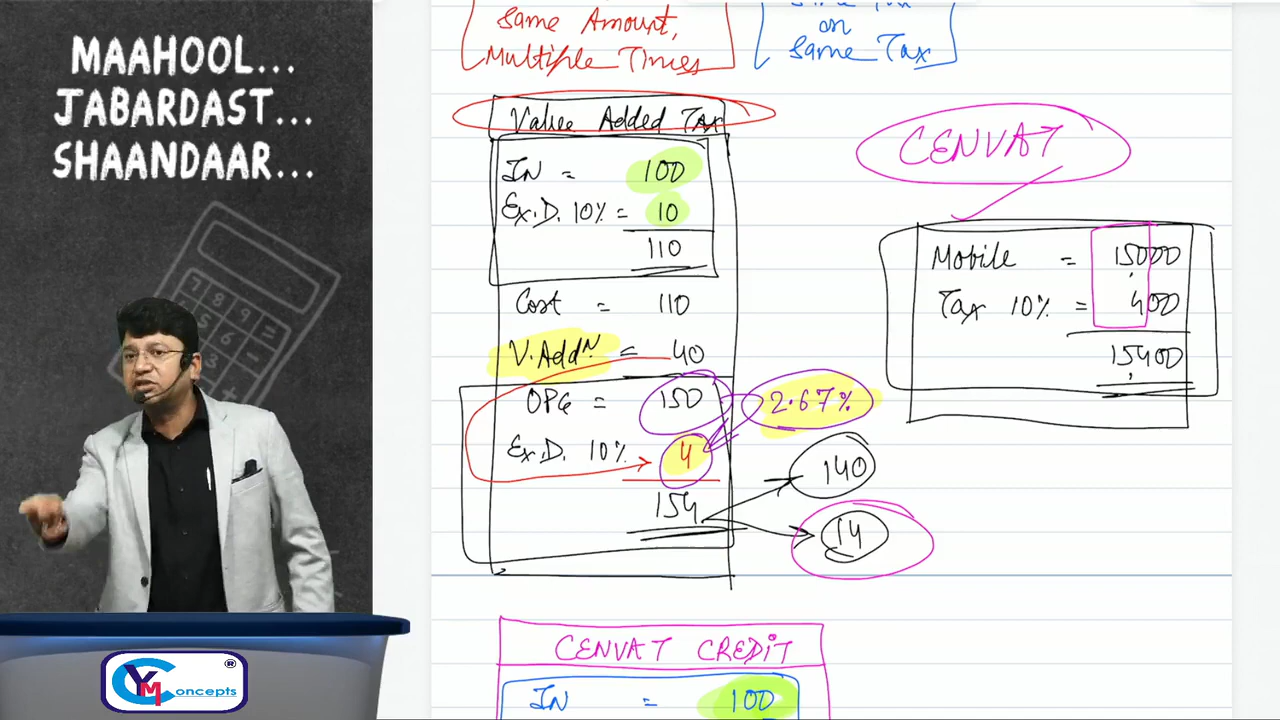 MAAHOOL...
JABARDAST...
SHAANDAAR...
Same Amount,
Multiple Times
on
Same Tax
Value Added Tax
IN = 100
Ex.D. 10% = 10
110
Cost = 110
V.Addⁿ = 40
OPG = 150
2.67%
Ex.D. 10% 4
154
140
14
CENVAT
Mobile = 15000
Tax 10% = 400
15400
CENVAT CREDIT
IN = 100
YM Concepts ®